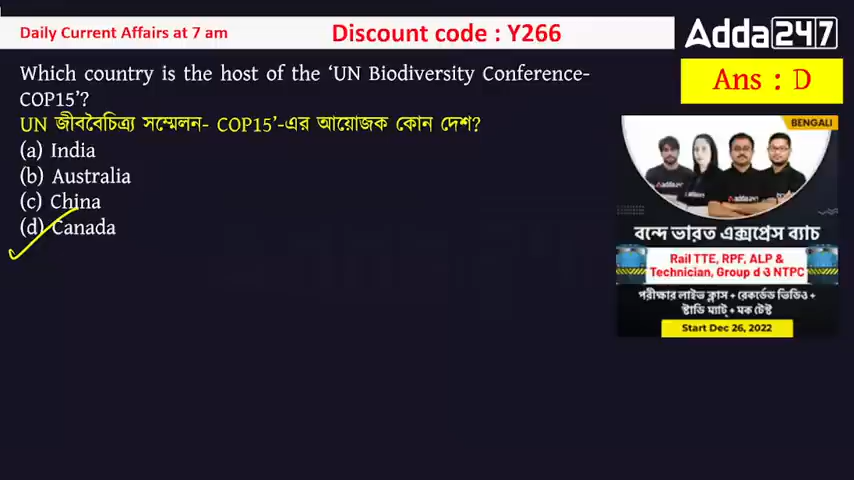 Daily Current Affairs at 7 am
Discount code : Y266
Adda247
Which country is the host of the ‘UN Biodiversity Conference-
COP15’?
UN জীববৈচিত্র্য সম্মেলন- COP15’-এর আয়োজক কোন দেশ?
(a) India
(b) Australia
(c) China
(d) Canada
Ans : D
BENGALI
বন্দে ভারত এক্সপ্রেস ব্যাচ
Rail TTE, RPF, ALP &
Technician, Group d ও NTPC
পরীক্ষার লাইভ ক্লাস + রেকর্ডেড ভিডিও +
স্টাডি ম্যাট্ + মক টেস্ট
Start Dec 26, 2022